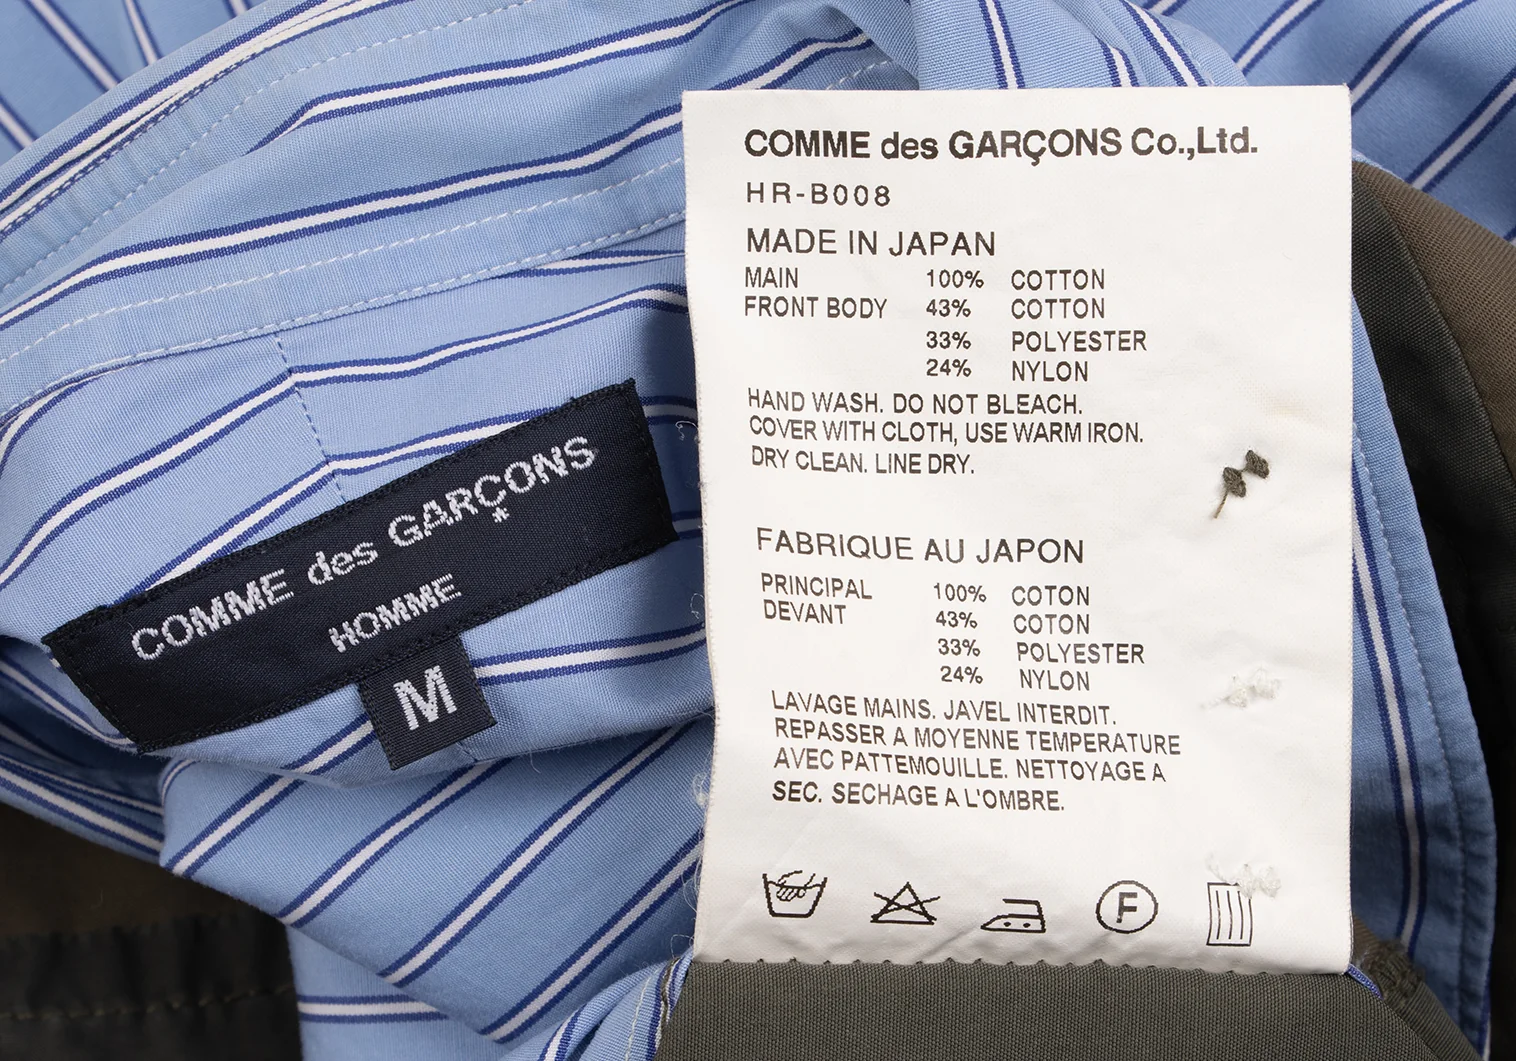 COMME des GARÇONS Co.,Ltd.
HR-B008
MADE IN JAPAN
MAIN 100% COTTON
FRONT BODY 43% COTTON
33% POLYESTER
24% NYLON
HAND WASH. DO NOT BLEACH.
COVER WITH CLOTH, USE WARM IRON.
DRY CLEAN. LINE DRY.
FABRIQUE AU JAPON
PRINCIPAL 100% COTON
DEVANT 43% COTON
33% POLYESTER
24% NYLON
LAVAGE MAINS. JAVEL INTERDIT.
REPASSER A MOYENNE TEMPERATURE
AVEC PATTEMOUILLE. NETTOYAGE A
SEC. SECHAGE A L'OMBRE.
F
COMME des GARÇONS
*
HOMME
M